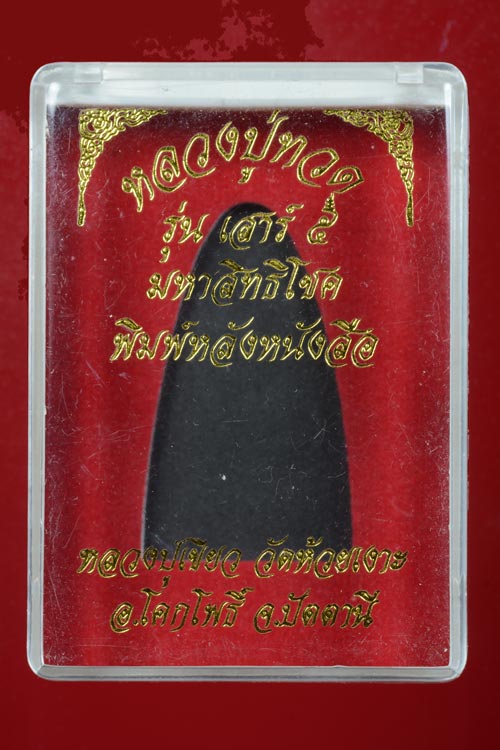 หลวงปู่ทวด
รุ่น เสาร์ ๕
มหาสิทธิโชค
พิมพ์หลังหนังสือ
หลวงปู่เขียว วัดห้วยเงาะ
อ.โคกโพธิ์ จ.ปัตตานี